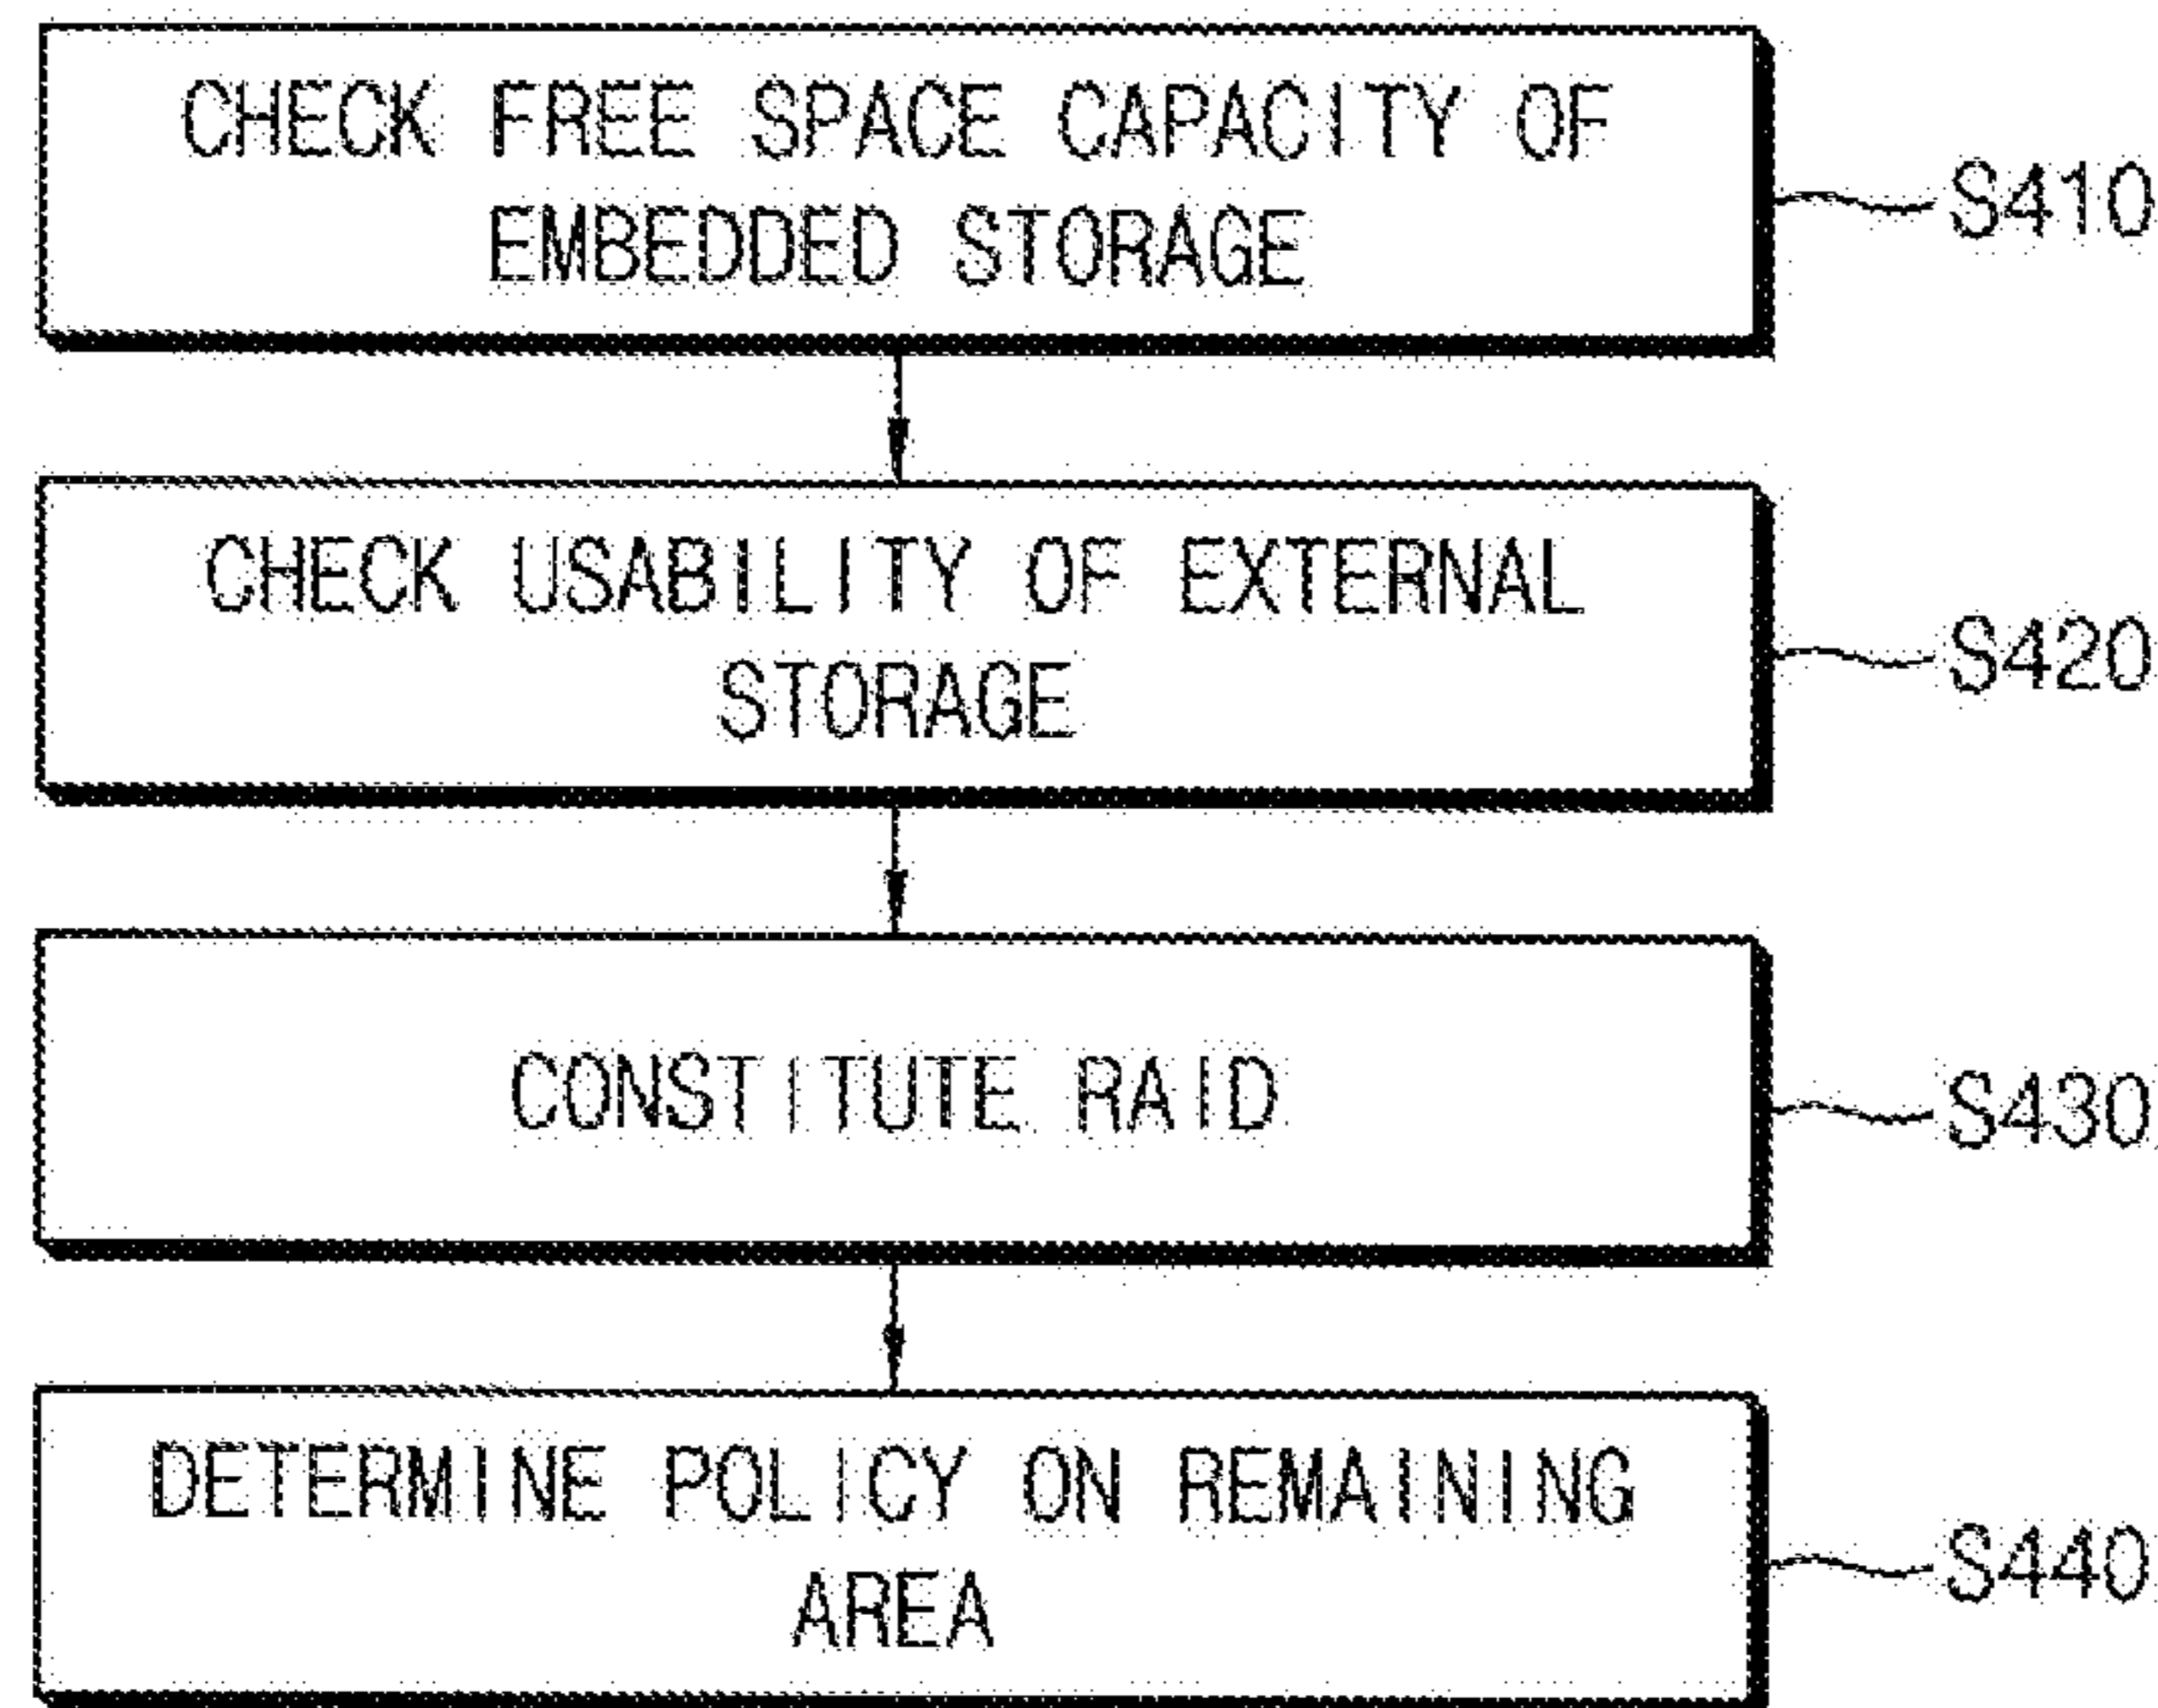 CHECK FREE SPACE CAPACITY OF
EMBEDDED STORAGE
S410
CHECK USABILITY OF EXTERNAL
STORAGE
S420
CONSTITUTE RAID
S430
DETERMINE POLICY ON REMAINING
AREA
S440